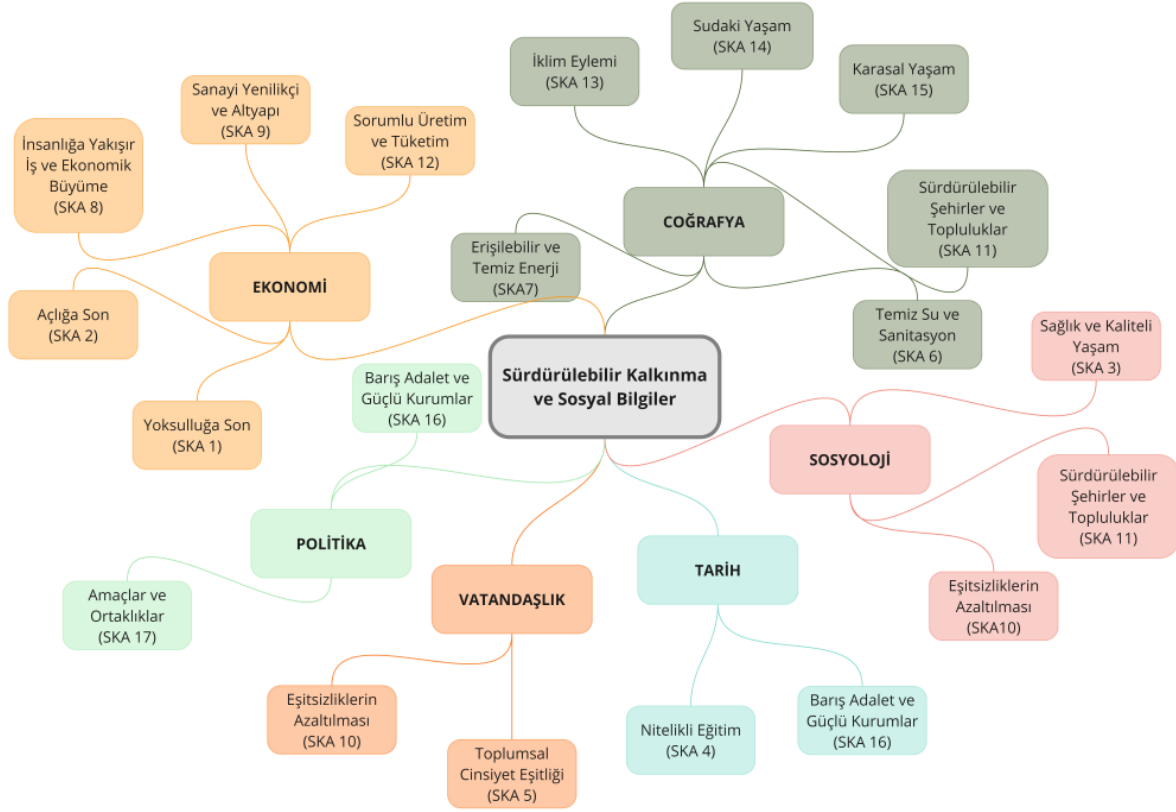 Sudaki Yaşam
(SKA 14)
İklim Eylemi
(SKA 13)
Karasal Yaşam
(SKA 15)
Sanayi Yenilikçi
ve Altyapı
(SKA 9)
Sorumlu Üretim
ve Tüketim
(SKA 12)
İnsanlığa Yakışır
İş ve Ekonomik
Büyüme
(SKA 8)
Sürdürülebilir
Şehirler ve
Topluluklar
(SKA 11)
COĞRAFYA
Erişilebilir ve
Temiz Enerji
(SKA7)
EKONOMİ
Açlığa Son
(SKA 2)
Temiz Su ve
Sanitasyon
(SKA 6)
Sağlık ve Kaliteli
Yaşam
(SKA 3)
Sürdürülebilir Kalkınma
ve Sosyal Bilgiler
Barış Adalet ve
Güçlü Kurumlar
(SKA 16)
Yoksulluğa Son
(SKA 1)
SOSYOLOJİ
Sürdürülebilir
Şehirler ve
Topluluklar
(SKA 11)
POLİTİKA
TARİH
VATANDAŞLIK
Amaçlar ve
Ortaklıklar
(SKA 17)
Eşitsizliklerin
Azaltılması
(SKA10)
Eşitsizliklerin
Azaltılması
(SKA 10)
Barış Adalet ve
Güçlü Kurumlar
(SKA 16)
Nitelikli Eğitim
(SKA 4)
Toplumsal
Cinsiyet Eşitliği
(SKA 5)